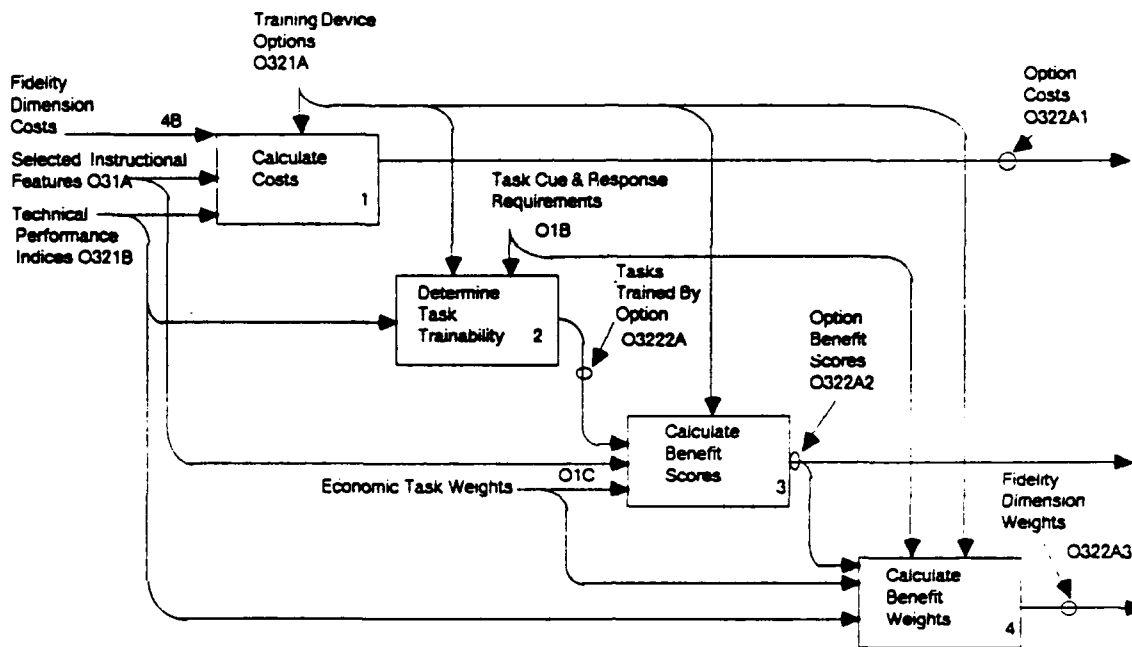 Training Device
Options
O321A
Fidelity
Dimension
Costs
4B
Selected Instructional
Features O31A
Technical
Performance
Indices O321B
Calculate
Costs
1
Option
Costs
O322A1
Task Cue & Response
Requirements
O1B
Determine
Task
Trainability
2
Tasks
Trained By
Option
O3222A
Option
Benefit
Scores
O322A2
Calculate
Benefit
Scores
3
Economic Task Weights
O1C
Fidelity
Dimension
Weights
O322A3
Calculate
Benefit
Weights
4